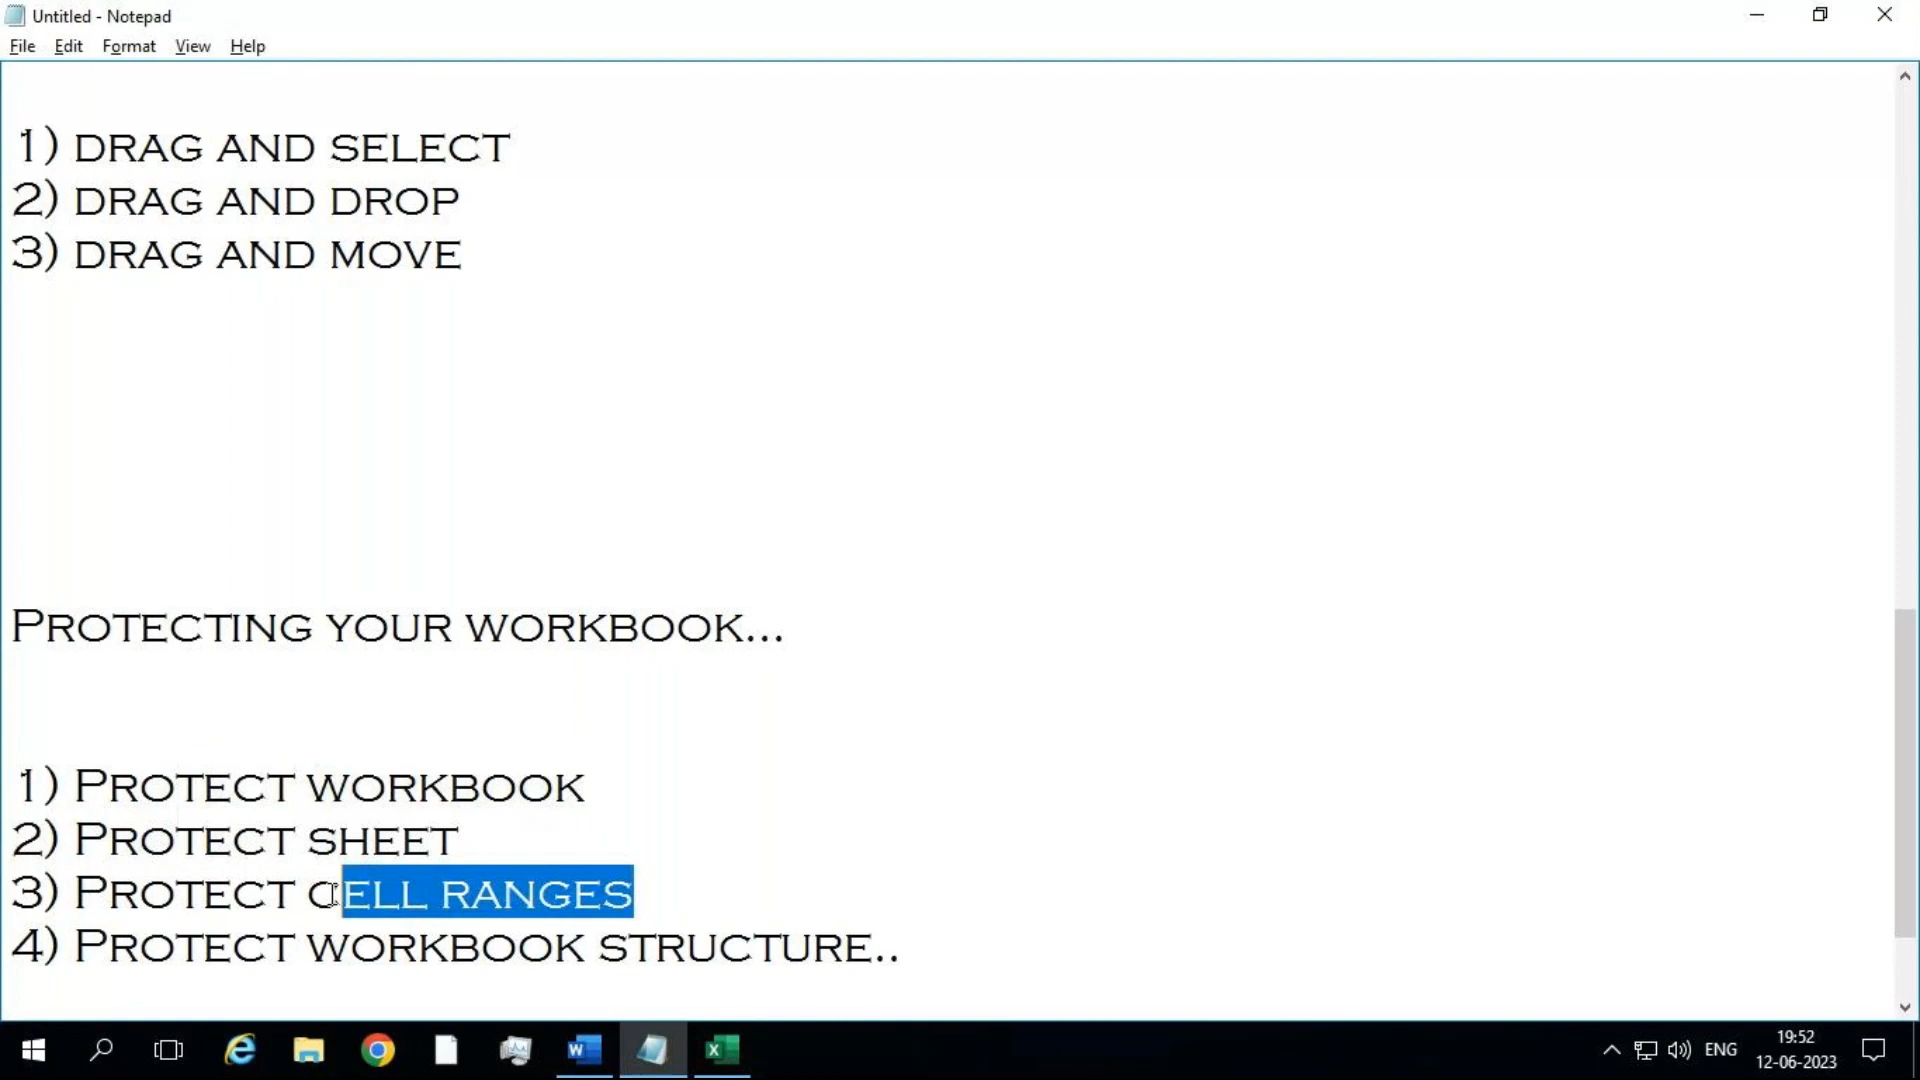 Untitled - Notepad
File Edit Format View Help
1) DRAG AND SELECT
2) DRAG AND DROP
3) DRAG AND MOVE
PROTECTING YOUR WORKBOOK...
1) PROTECT WORKBOOK
2) PROTECT SHEET
3) PROTECT CELL RANGES
4) PROTECT WORKBOOK STRUCTURE..
ENG
19:52
12-06-2023